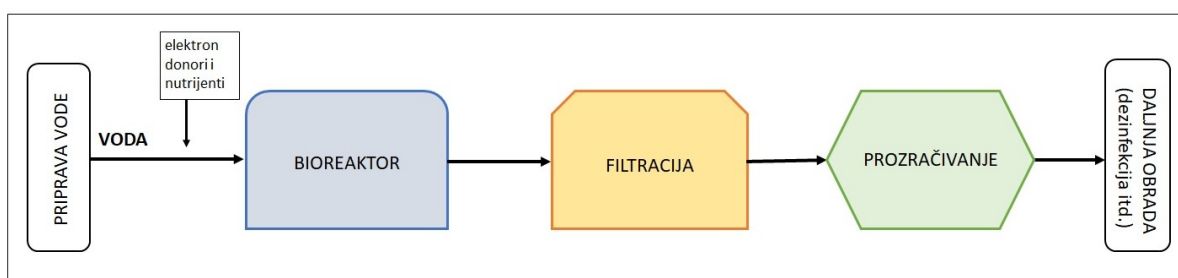 PRIPRAVA VODE
elektron
donori i
nutrijenti
VODA
BIOREAKTOR
FILTRACIJA
PROZRAČIVANJE
DALJNJA OBRADA
(dezinfekcija itd.)